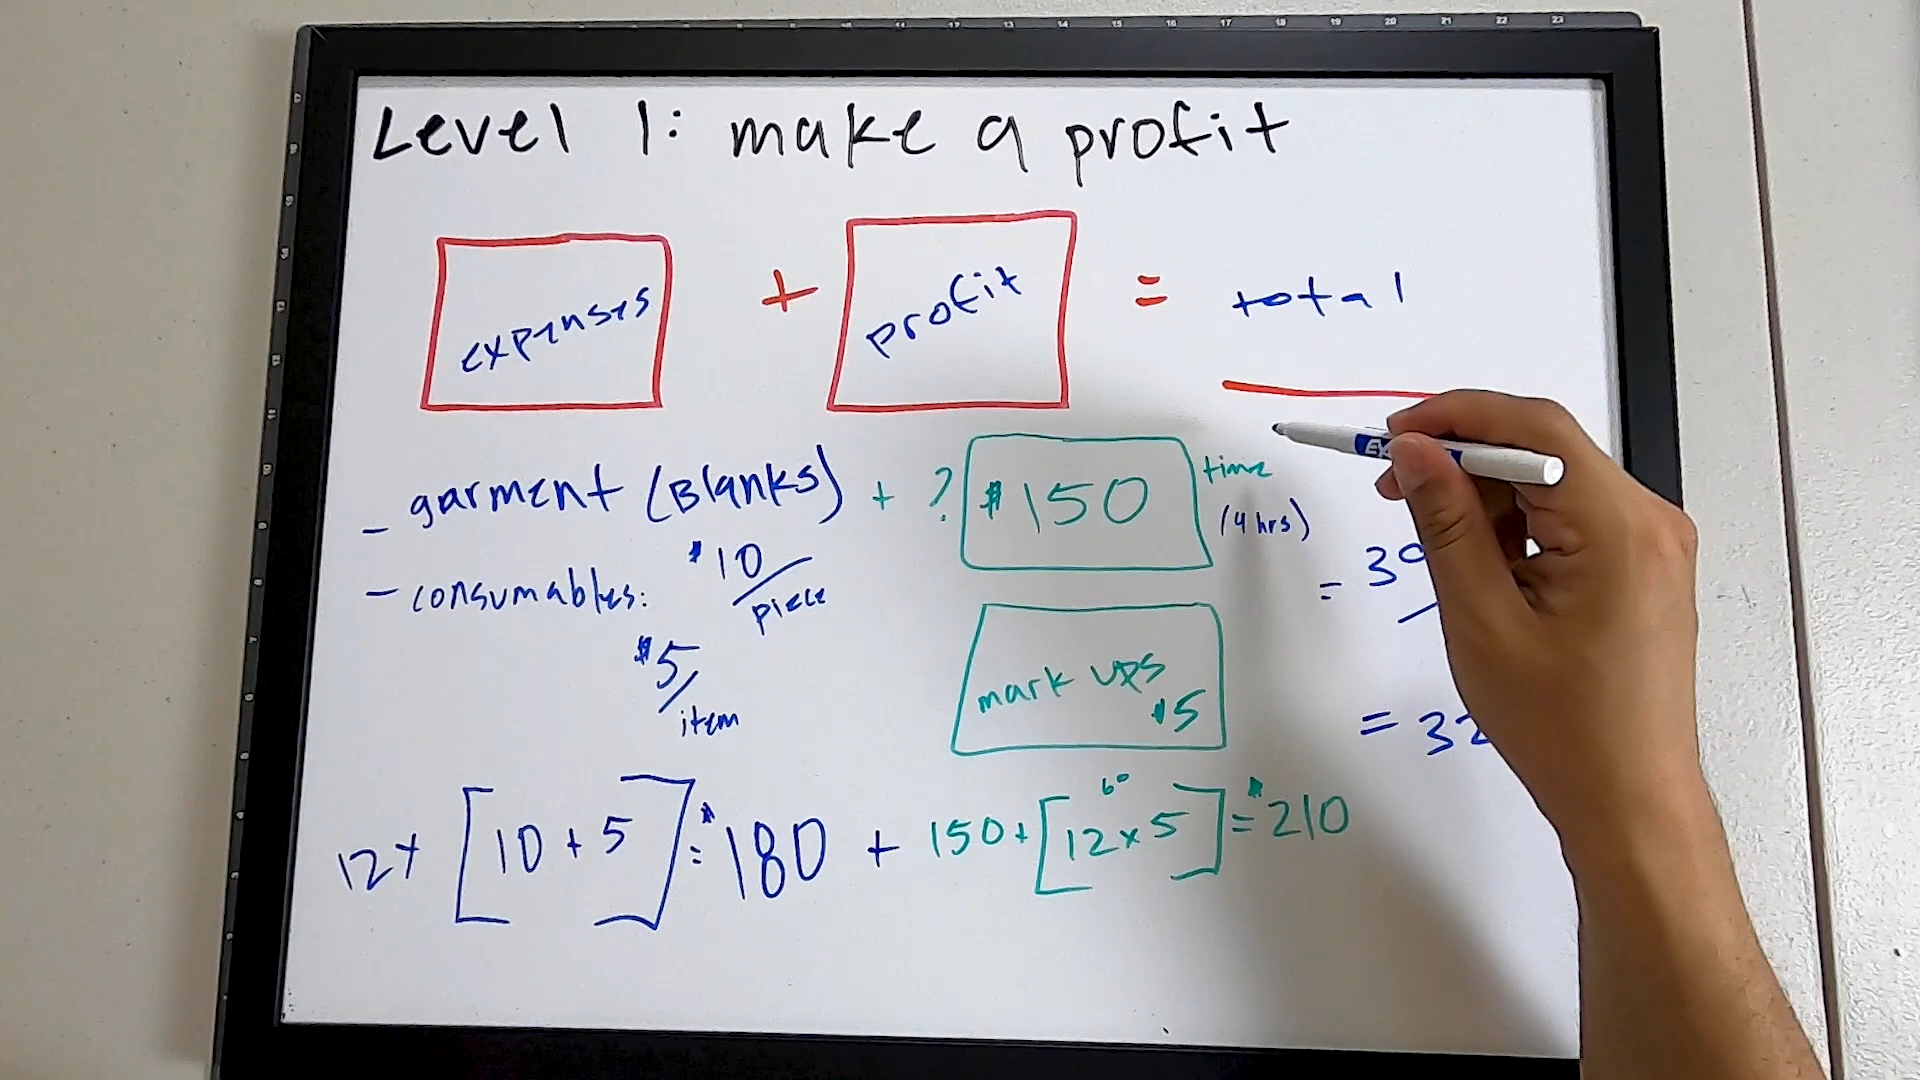 Level 1: make a profit
expenses + profit = total
- garment (Blanks) + ? $150 time
(4 hrs)
$10/piece
- consumables:
$5/item
mark ups
$5
= 32
60
12x [10 + 5] = $180 + 150 + [12 x 5] = $210